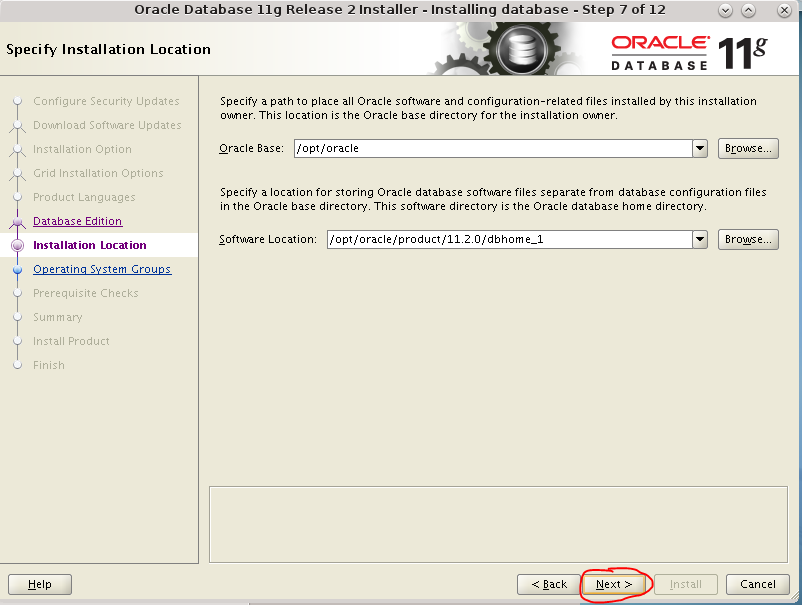 Oracle Database 11g Release 2 Installer - Installing database - Step 7 of 12
Specify Installation Location
ORACLE
DATABASE
11g
Configure Security Updates
Download Software Updates
Installation Option
Grid Installation Options
Product Languages
Database Edition
Installation Location
Operating System Groups
Prerequisite Checks
Summary
Install Product
Finish
Specify a path to place all Oracle software and configuration-related files installed by this installation
owner. This location is the Oracle base directory for the installation owner.
Oracle Base: /opt/oracle Browse...
Specify a location for storing Oracle database software files separate from database configuration files
in the Oracle base directory. This software directory is the Oracle database home directory.
Software Location: /opt/oracle/product/11.2.0/dbhome_1 Browse...
Help < Back Next > Install Cancel